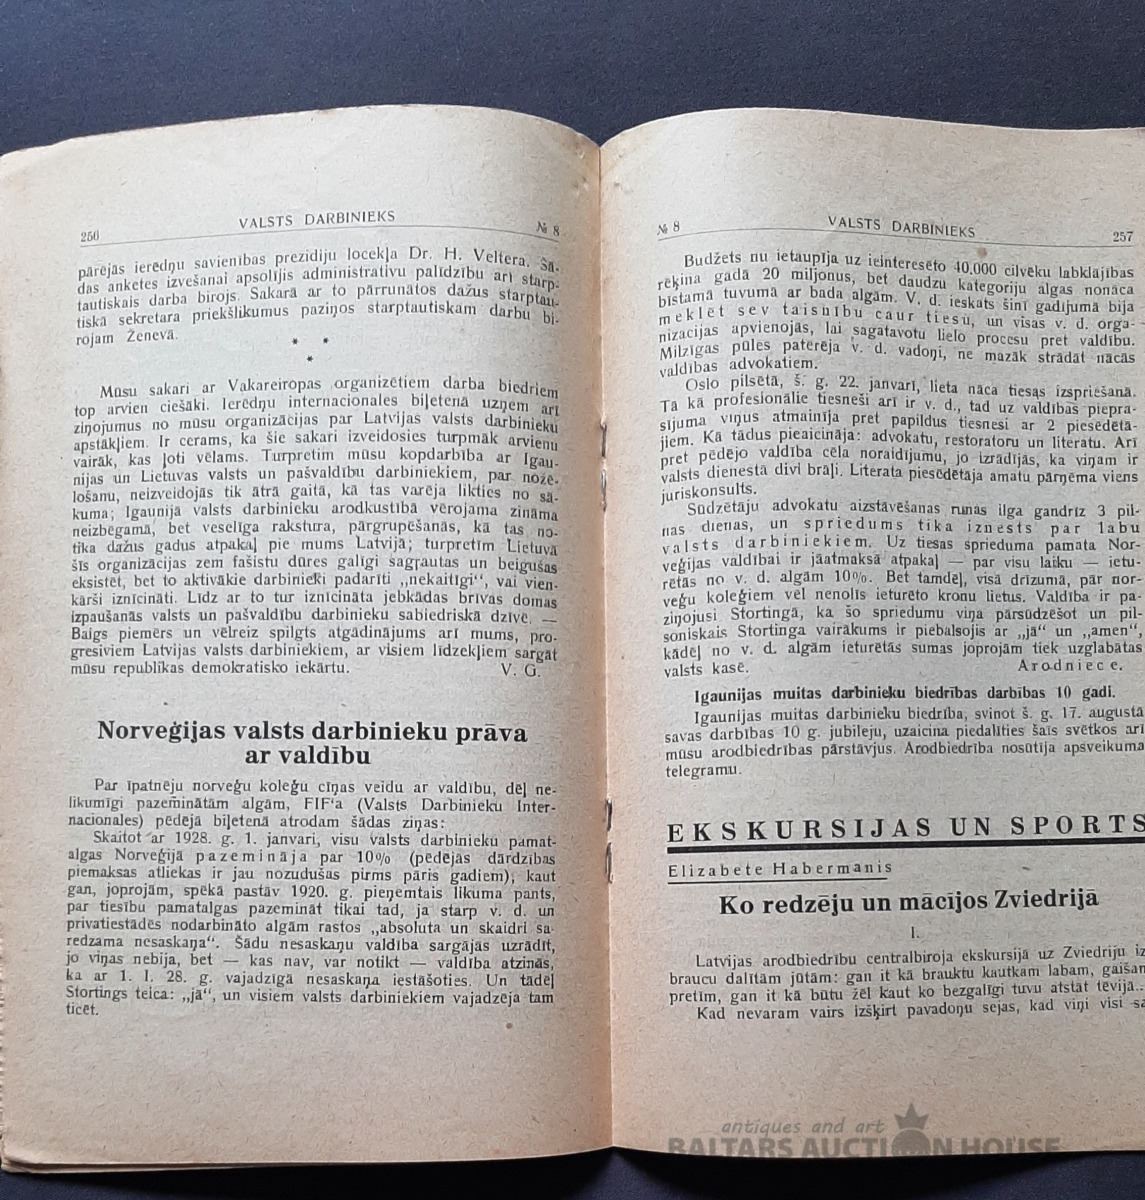 256 VALSTS DARBINIEKS № 8
pārējās ierēdņu savienības prezidiju locekļa Dr. H. Veltera. Šā-
das anketes izvešanai apsolījis administratīvu palīdzību arī starp-
tautiskais darba birojs. Sakarā ar to pārrunātos dažus starptau-
tiskā sekretara priekšlikumus paziņos starptautiskam darbu bi-
rojam Ženevā.
* *
*
Mūsu sakari ar Vakareiropas organizētiem darba biedriem
top arvien ciešāki. Ierēdņu internacionales biļetenā uzņem arī
ziņojumus no mūsu organizācijas par Latvijas valsts darbinieku
apstākļiem. Ir cerams, ka šie sakari izveidosies turpmāk arvienu
vairāk, kas ļoti vēlams. Turpretim mūsu kopdarbība ar Igau-
nijas un Lietuvas valsts un pašvaldību darbiniekiem, par nožē-
lošanu, neizveidojās tik ātrā gaitā, kā tas varēja likties no sā-
kuma; Igaunijā valsts darbinieku arodkustībā vērojama zināma
neizbēgamā, bet veselīga rakstura, pārgrupēšanās, kā tas no-
tika dažus gadus atpakaļ pie mums Latvijā; turpretīm Lietuvā
šīs organizācijas zem fašistu dūres galīgi sagrautas un beigušas
eksistēt, bet to aktīvākie darbinieki padarīti „nekaitīgi“, vai vien-
kārši iznīcināti. Līdz ar to tur iznīcināta jebkādas brīvas domas
izpaušanās valsts un pašvaldību darbinieku sabiedriskā dzīvē. —
Baigs piemērs un vēlreiz spilgts atgādinājums arī mums, pro-
gresīviem Latvijas valsts darbiniekiem, ar visiem līdzekļiem sargāt
mūsu republikas demokratisko iekārtu. V. G.
Norveģijas valsts darbinieku prāva
ar valdību
Par īpatnēju norveģu koleģu cīņas veidu ar valdību, dēļ ne-
likumīgi pazeminātām algām, FIF'a (Valsts Darbinieku Inter-
nacionales) pēdējā biļetenā atrodam šādas ziņas:
Skaitot ar 1928. g. 1. janvari, visu valsts darbinieku pamat-
algas Norveģijā pazemināja par 10% (pēdējās dārdzības
piemaksas atliekas ir jau nozudušas pirms pāris gadiem), kaut
gan, joprojām, spēkā pastāv 1920. g. pieņemtais likuma pants,
par tiesību pamatalgas pazemināt tikai tad, ja starp v. d. un
privatiestādēs nodarbināto algām rastos „absoluta un skaidri sa-
redzama nesaskaņa“. Šādu nesaskaņu valdība sargājas uzrādīt,
jo viņas nebija, bet — kas nav, var notikt — valdība atzinās,
ka ar 1. I. 28. g. vajadzīgā nesaskaņa iestāšoties. Un tādēļ
Stortings teica: „jā“, un visiem valsts darbiniekiem vajadzēja tam
ticēt.
№ 8 VALSTS DARBINIEKS 257
Budžets nu ietaupīja uz ieinteresēto 40.000 cilvēku labklājības
rēķina gadā 20 miljonus, bet daudzu kategoriju algas nonāca
bīstamā tuvumā ar bada algām. V. d. ieskats šinī gadījumā bija
meklēt sev taisnību caur tiesu, un visas v. d. orga-
nizacijas apvienojās, lai sagatavotu lielo procesu pret valdību.
Milzīgas pūles patērēja v. d. vadoņi, ne mazāk strādāt nācās
valdības advokatiem.
Oslo pilsētā, š. g. 22. janvarī, lieta nāca tiesas izspriešanā.
Tā kā profesionālie tiesneši arī ir v. d., tad uz valdības piepra-
sījuma viņus atmainīja pret papildus tiesnesi ar 2 piesēdētā-
jiem. Kā tādus pieaicināja: advokatu, restoratoru un literatu. Arī
pret pēdējo valdība cēla noraidījumu, jo izrādījās, ka viņam ir
valsts dienestā divi brāļi. Literata piesēdētāja amatu pārņēma viens
juriskonsults.
Sūdzētāju advokatu aizstāvēšanas runas ilga gandrīz 3 pil-
nas dienas, un spriedums tika iznests par labu
valsts darbiniekiem. Uz tiesas sprieduma pamata Nor-
veģijas valdībai ir jāatmaksā atpakaļ — par visu laiku — ietu-
rētās no v. d. algām 10%. Bet tamdēļ, visā drīzumā, pār nor-
veģu koleģiem vēl nenolīs ieturēto kronu lietus. Valdība ir pa-
ziņojusi Stortingā, ka šo spriedumu viņa pārsūdzēšot un pil-
soniskais Stortinga vairākums ir piebalsojis ar „jā“ un „amen“,
kādēļ no v. d. algām ieturētās sumas joprojām tiek uzglabātas
valsts kasē. Arodniece.
Igaunijas muitas darbinieku biedrības darbības 10 gadi.
Igaunijas muitas darbinieku biedrība, svinot š. g. 17. augustā
savas darbības 10 g. jubileju, uzaicina piedalīties šais svētkos arī
mūsu arodbiedrības pārstāvjus. Arodbiedrība nosūtīja apsveikuma
telegramu.
EKSKURSIJAS UN SPORTS
Elizabete Habermanis
Ko redzēju un mācījos Zviedrijā
I.
Latvijas arodbiedrību centralbiroja ekskursijā uz Zviedriju iz
braucu dalītām jūtām: gan it kā brauktu kautkam labam, gaišam
pretīm, gan it kā būtu žēl kaut ko bezgalīgi tuvu atstāt tēvijā...
Kad nevaram vairs izšķirt pavadoņu sejas, kad viņi visi sa
antiques and art
BALTARS AUCTION HOUSE